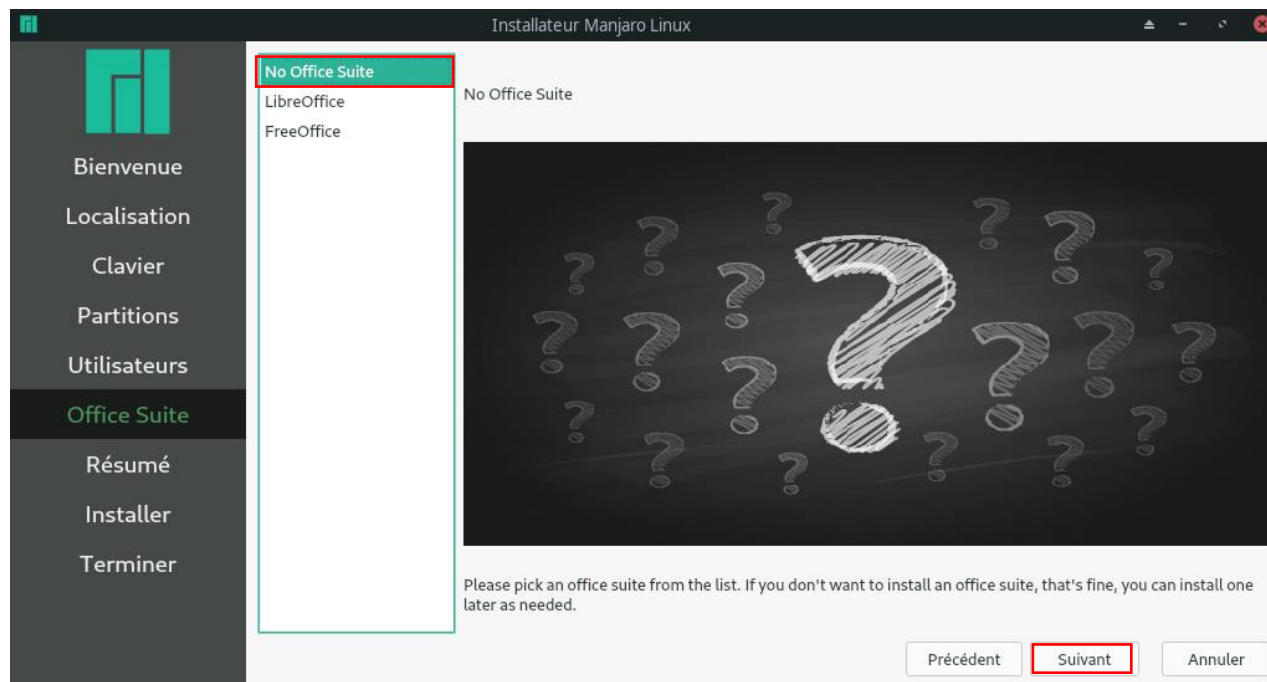 Installateur Manjaro Linux
Bienvenue
Localisation
Clavier
Partitions
Utilisateurs
Office Suite
Résumé
Installer
Terminer
No Office Suite
LibreOffice
FreeOffice
No Office Suite
Please pick an office suite from the list. If you don't want to install an office suite, that's fine, you can install one
later as needed.
Précédent
Suivant
Annuler